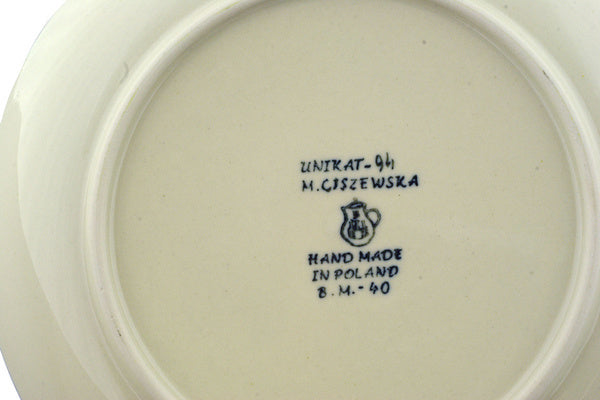 UNIKAT-94
M.CISZEWSKA
HAND MADE
IN POLAND
B.M.-40